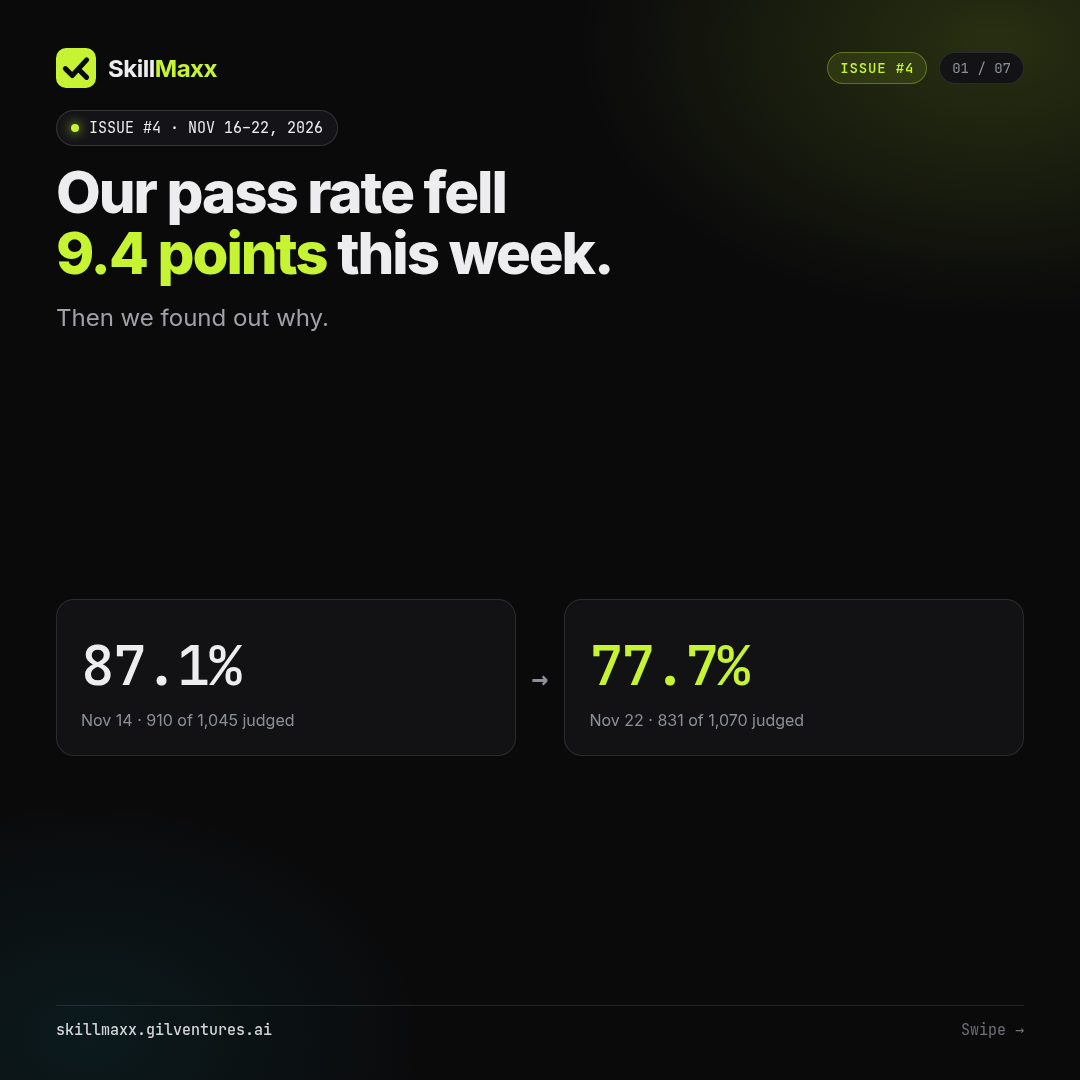 SkillMaxx
ISSUE #4
01 / 07
ISSUE #4 · NOV 16–22, 2026
Our pass rate fell
9.4 points this week.
Then we found out why.
87.1%
Nov 14 · 910 of 1,045 judged
→
77.7%
Nov 22 · 831 of 1,070 judged
skillmaxx.gilventures.ai
Swipe →